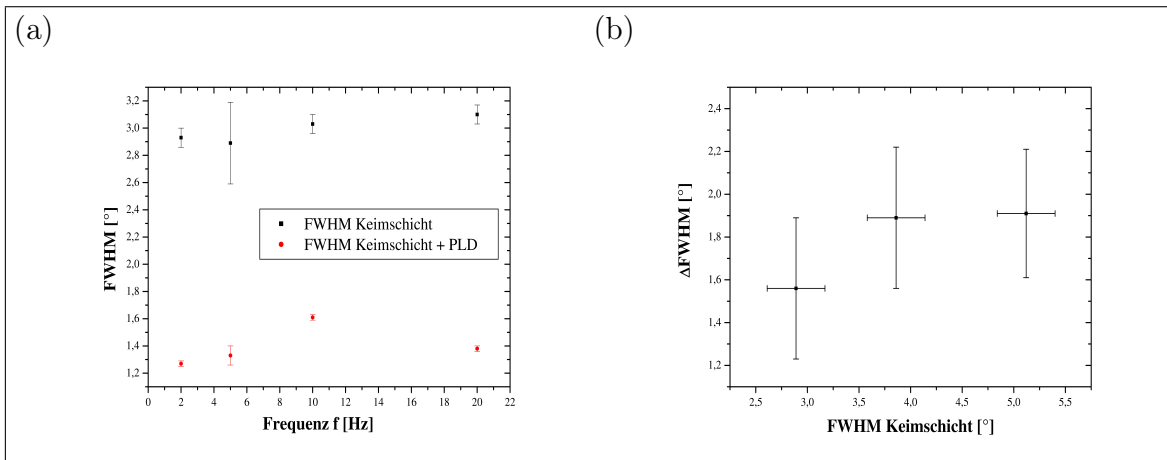 (a)
FWHM [°]
3,2
3,0
2,8
2,6
2,4
2,2
2,0
1,8
1,6
1,4
1,2
FWHM Keimschicht
FWHM Keimschicht + PLD
0 2 4 6 8 10 12 14 16 18 20 22
Frequenz f [Hz]
(b)
ΔFWHM [°]
2,4
2,2
2,0
1,8
1,6
1,4
1,2
2,5 3,0 3,5 4,0 4,5 5,0 5,5
FWHM Keimschicht [°]